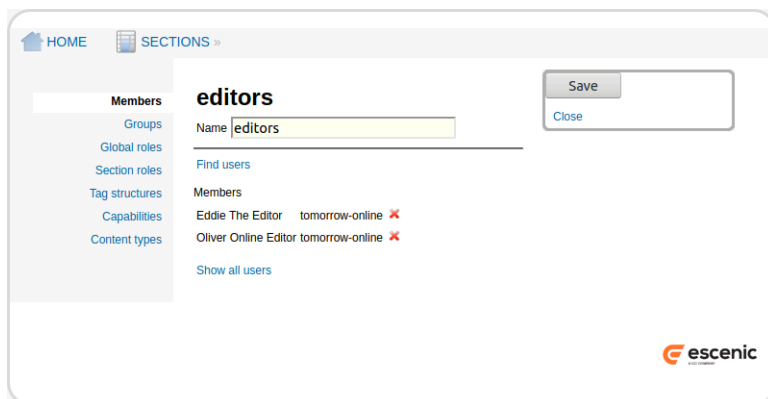 HOME SECTIONS »
Members
Groups
Global roles
Section roles
Tag structures
Capabilities
Content types
editors
Name editors
Find users
Members
Eddie The Editor tomorrow-online
Oliver Online Editor tomorrow-online
Show all users
Save
Close
escenic